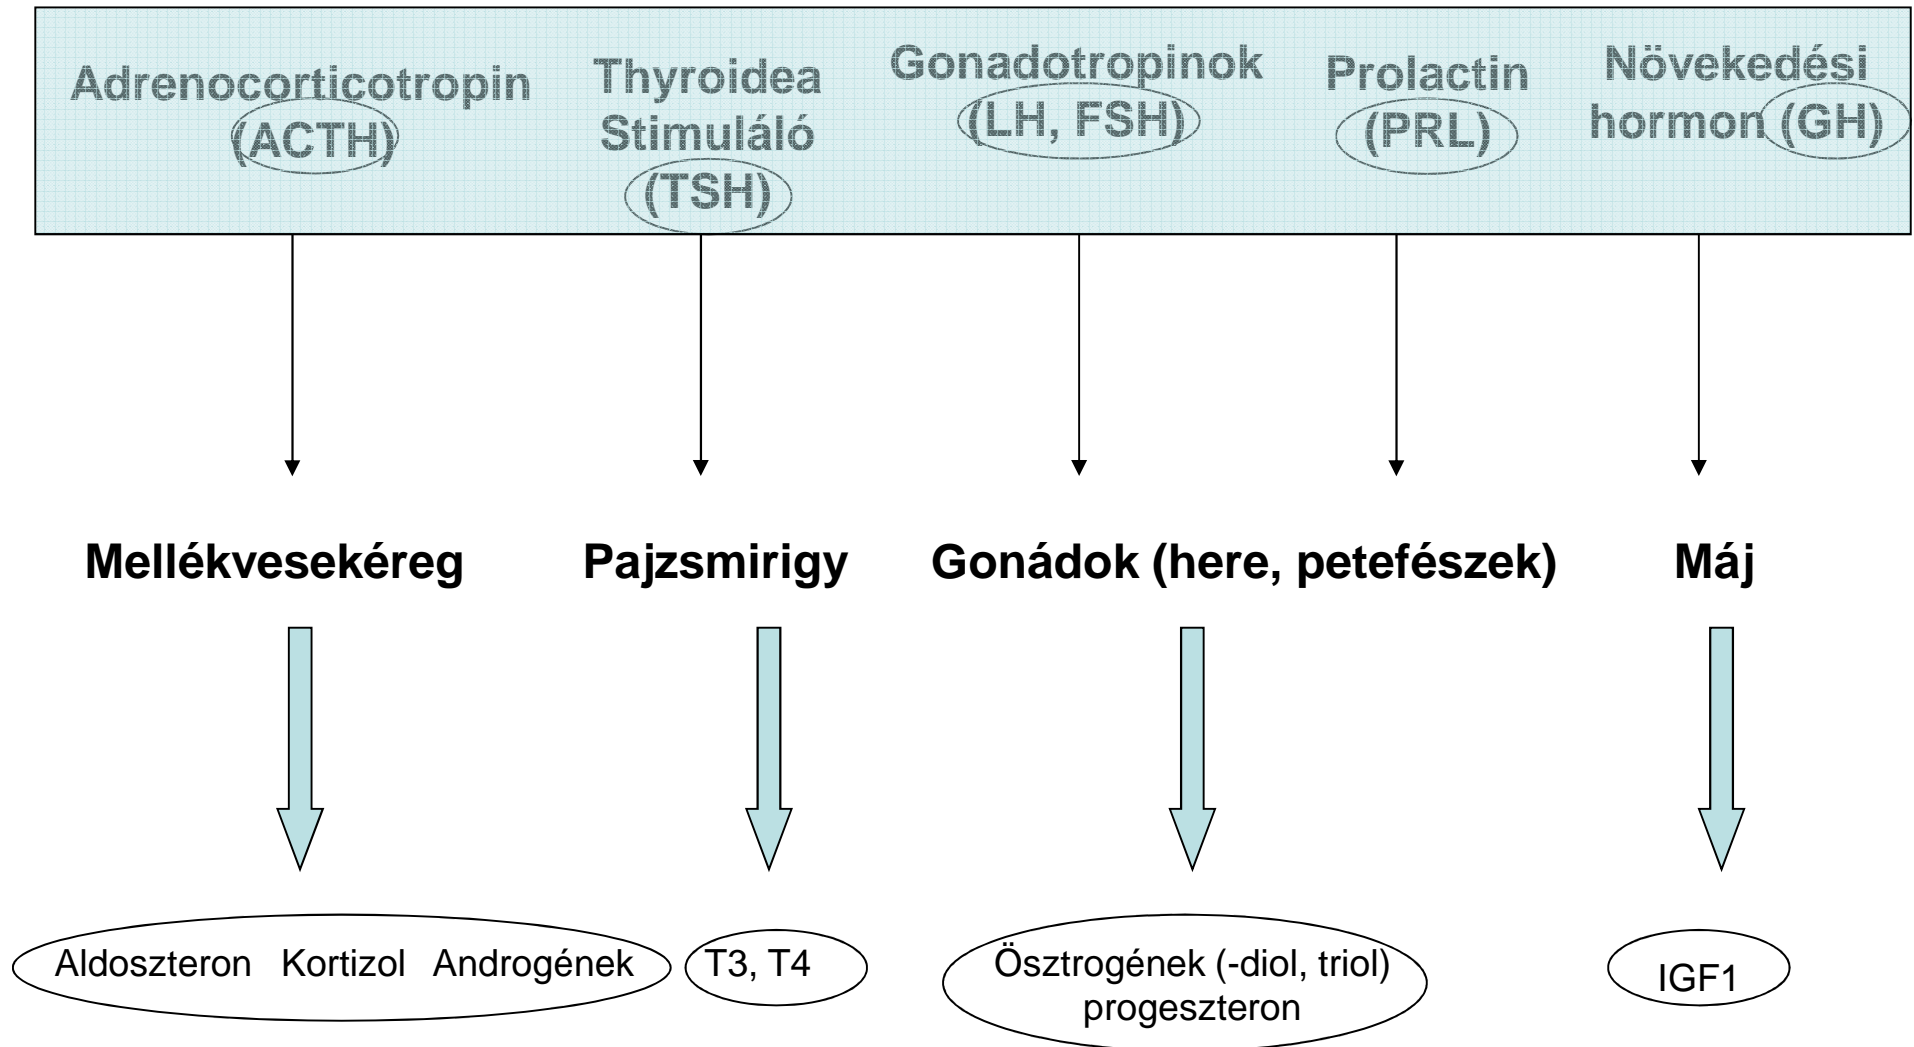 Adrenocorticotropin
(ACTH)
Thyroidea
Stimuláló
(TSH)
Gonadotropinok
(LH, FSH)
Prolactin
(PRL)
Növekedési
hormon (GH)
Mellékvesekéreg
Pajzsmirigy
Gonádok (here, petefészek)
Máj
Aldoszteron Kortizol Androgének
T3, T4
Ösztrogének (-diol, triol)
progeszteron
IGF1